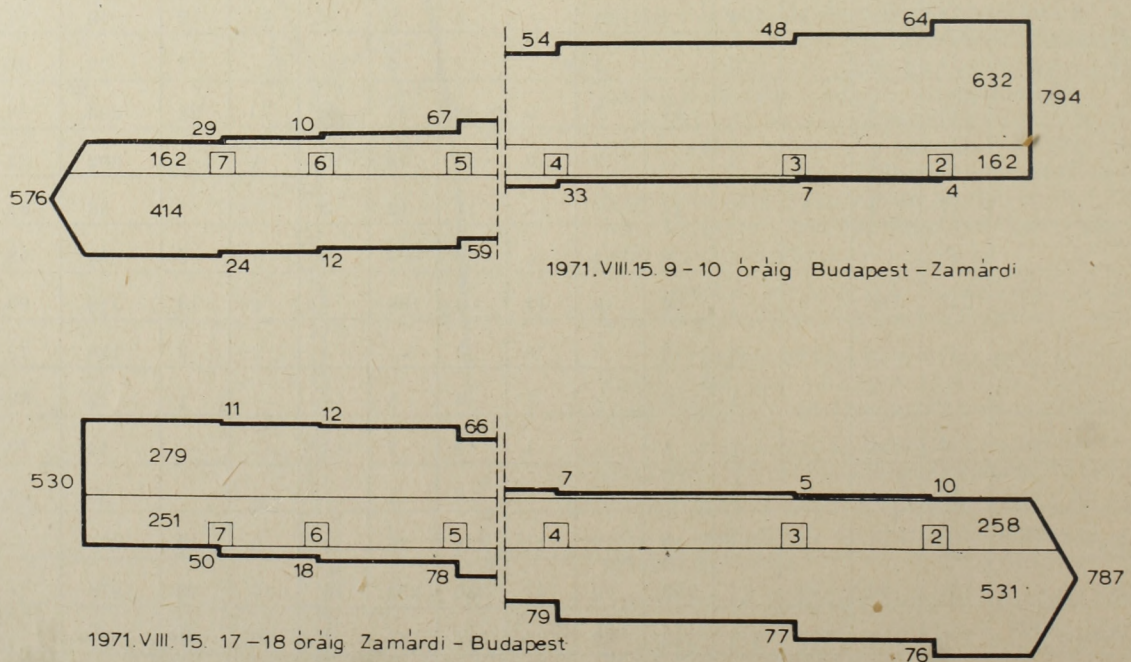 54 48 64
632
794
29 10 67
162 7 6 5 4 3 2 162
576
414
33 7 4
24 12 59
1971.VIII.15. 9-10 óráig Budapest-Zamárdi
11 12 66
279
530
7 5 10
251 7 6 5 4 3 2 258
50 18 78
531
787
79 77 76
1971.VIII. 15. 17-18 óráig Zamárdi - Budapest